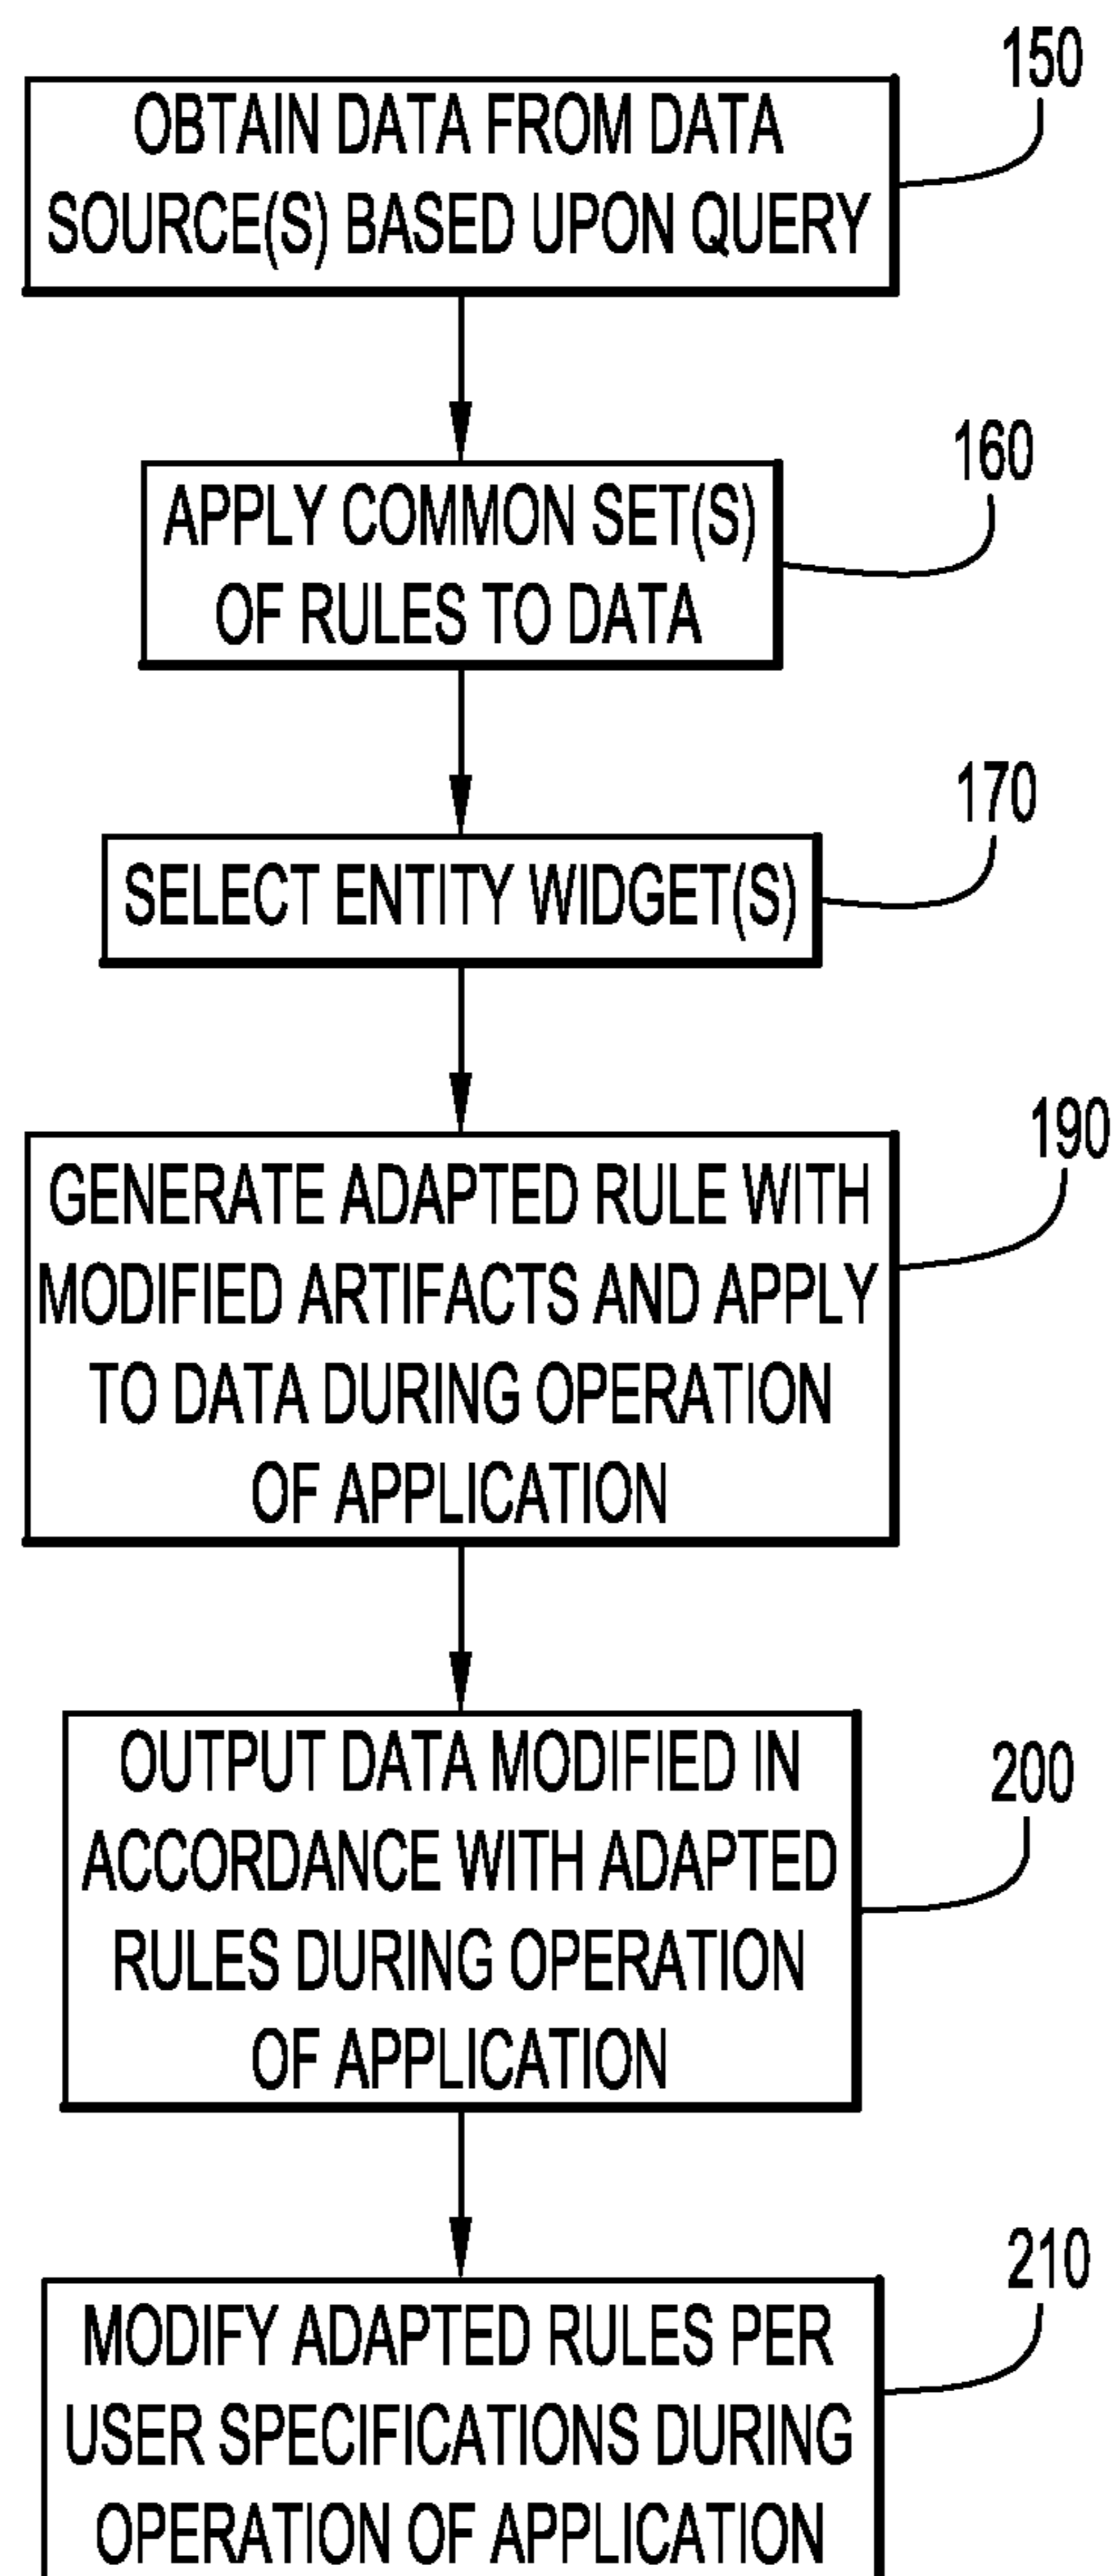 150
OBTAIN DATA FROM DATA
SOURCE(S) BASED UPON QUERY
160
APPLY COMMON SET(S)
OF RULES TO DATA
170
SELECT ENTITY WIDGET(S)
190
GENERATE ADAPTED RULE WITH
MODIFIED ARTIFACTS AND APPLY
TO DATA DURING OPERATION
OF APPLICATION
200
OUTPUT DATA MODIFIED IN
ACCORDANCE WITH ADAPTED
RULES DURING OPERATION
OF APPLICATION
210
MODIFY ADAPTED RULES PER
USER SPECIFICATIONS DURING
OPERATION OF APPLICATION